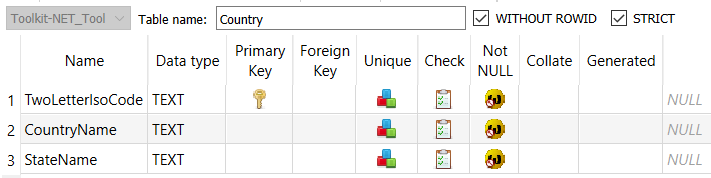 Toolkit-NET_Tool Table name: Country WITHOUT ROWID STRICT
Name Data type Primary Key Foreign Key Unique Check Not NULL Collate Generated
1 TwoLetterIsoCode TEXT NULL
2 CountryName TEXT NULL
3 StateName TEXT NULL